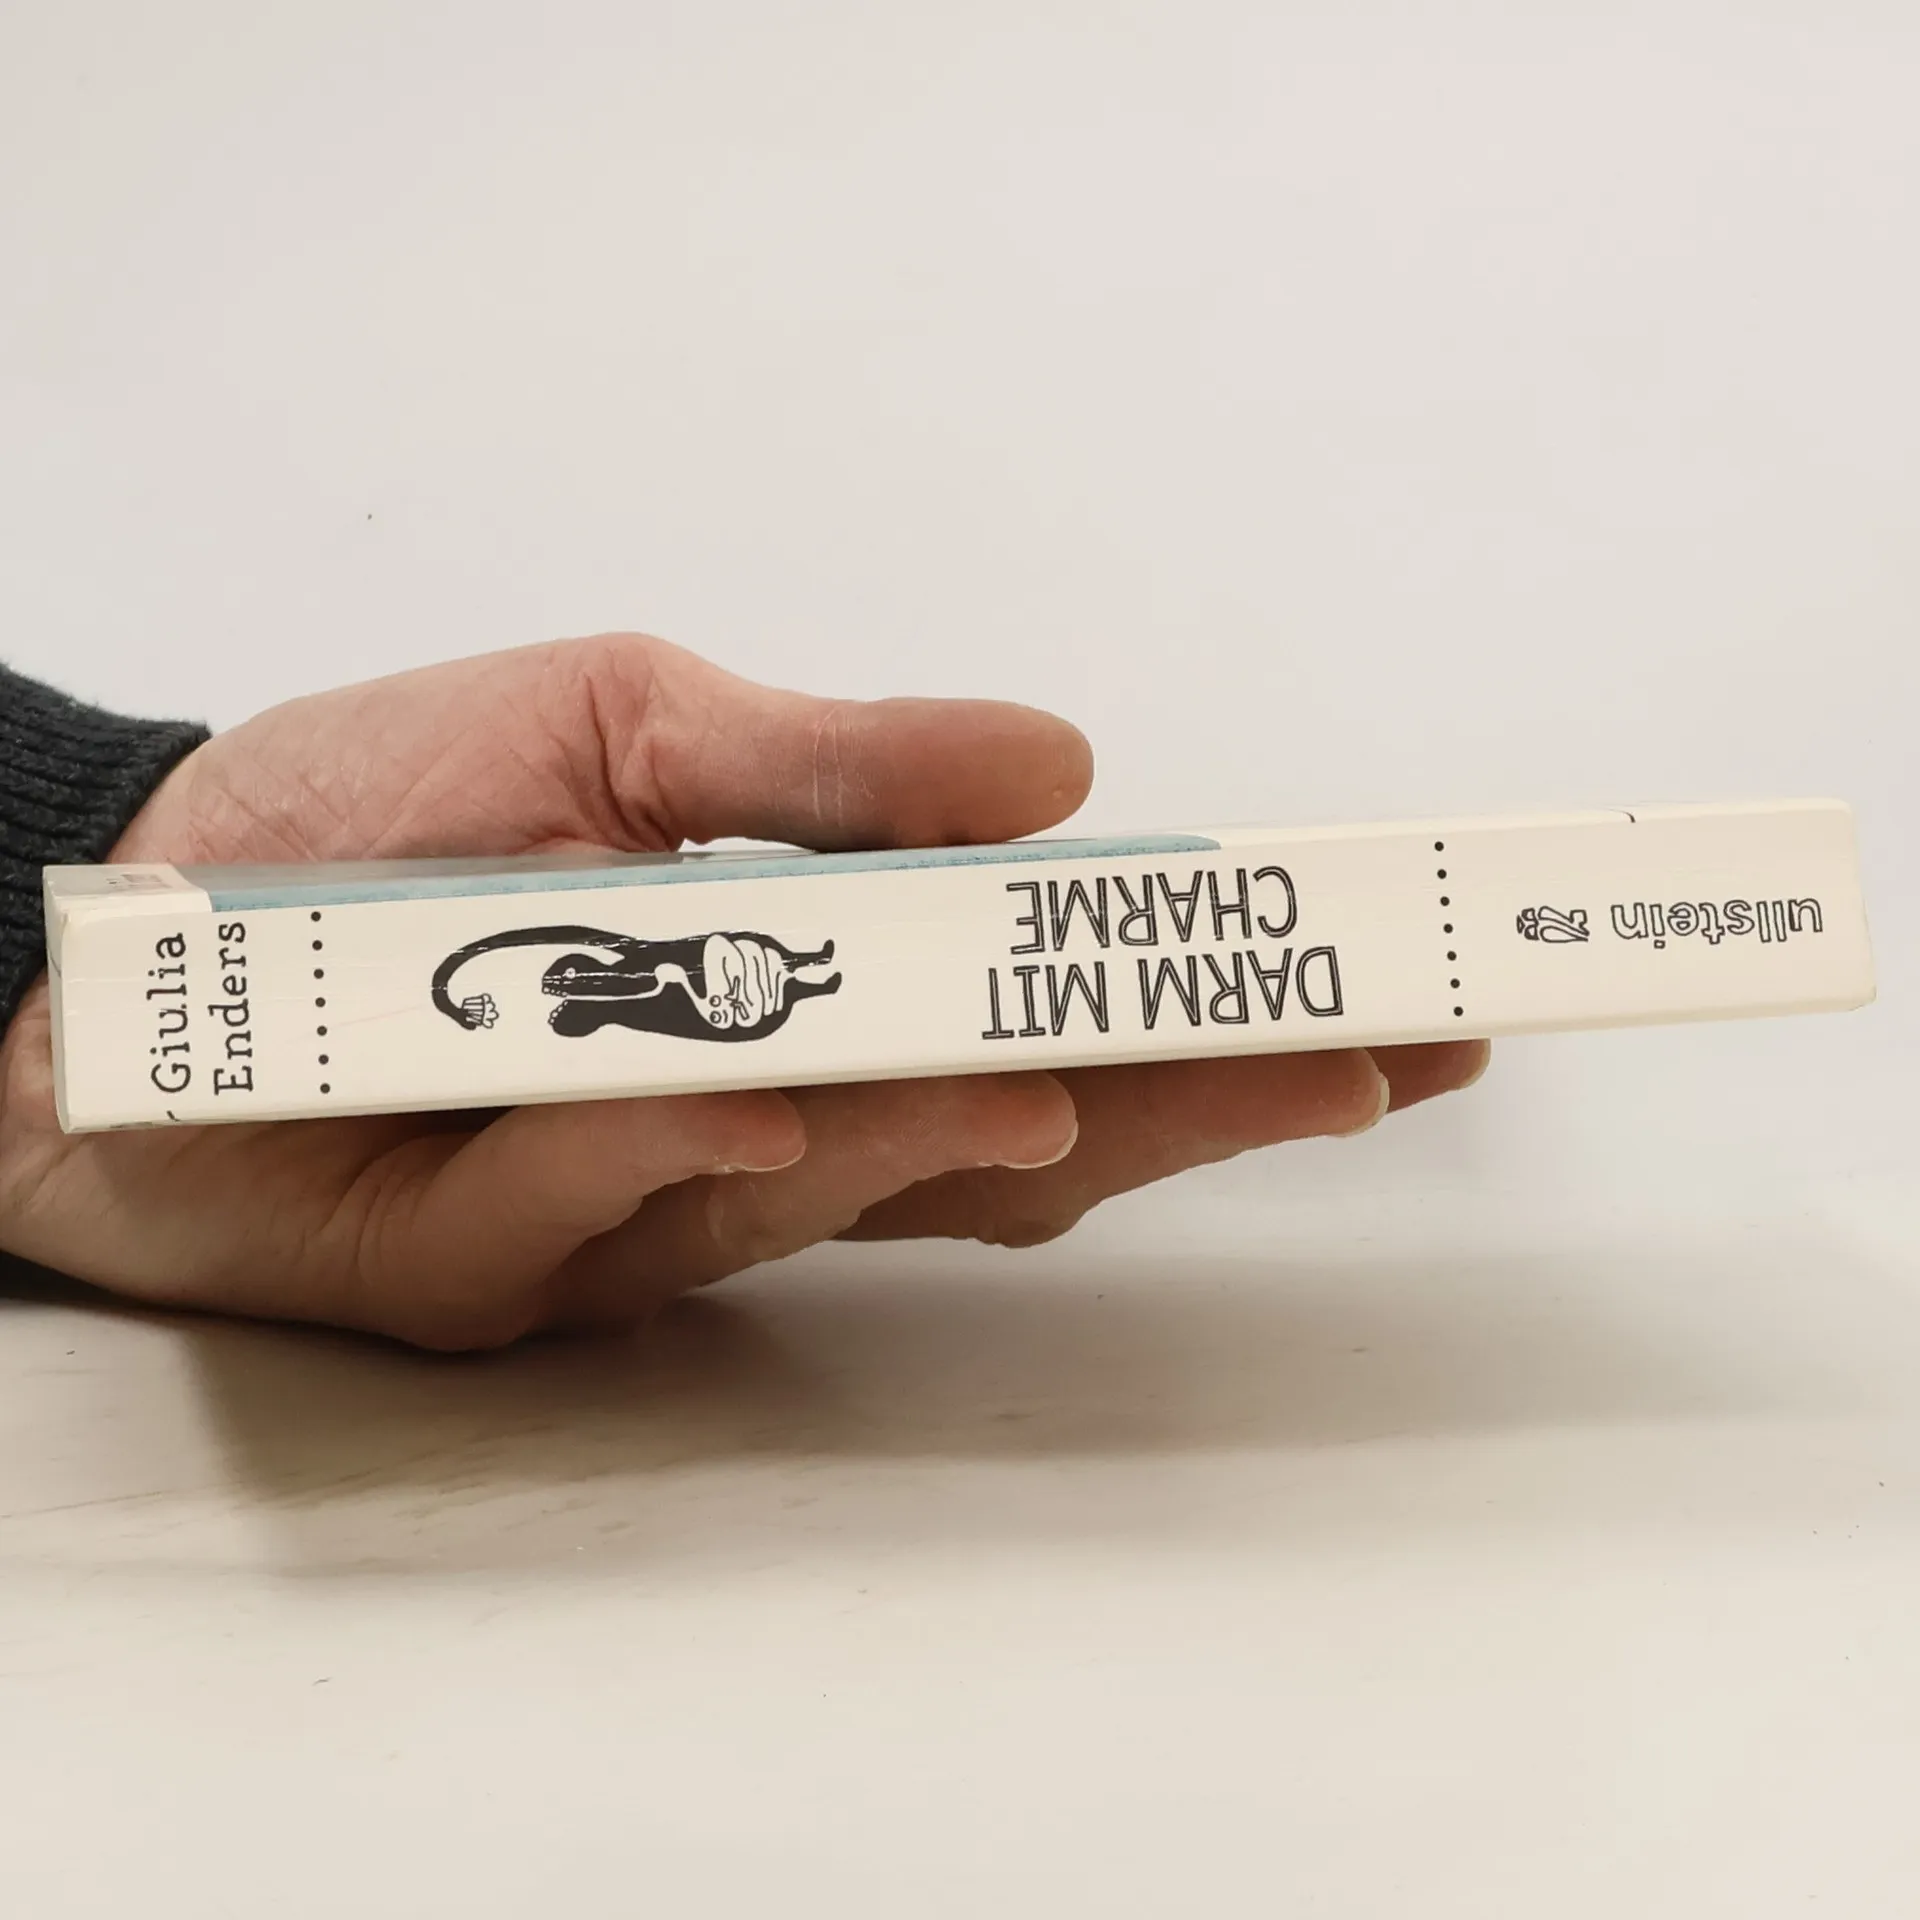 Giulia
Enders
DARM MIT
CHARME
ullstein